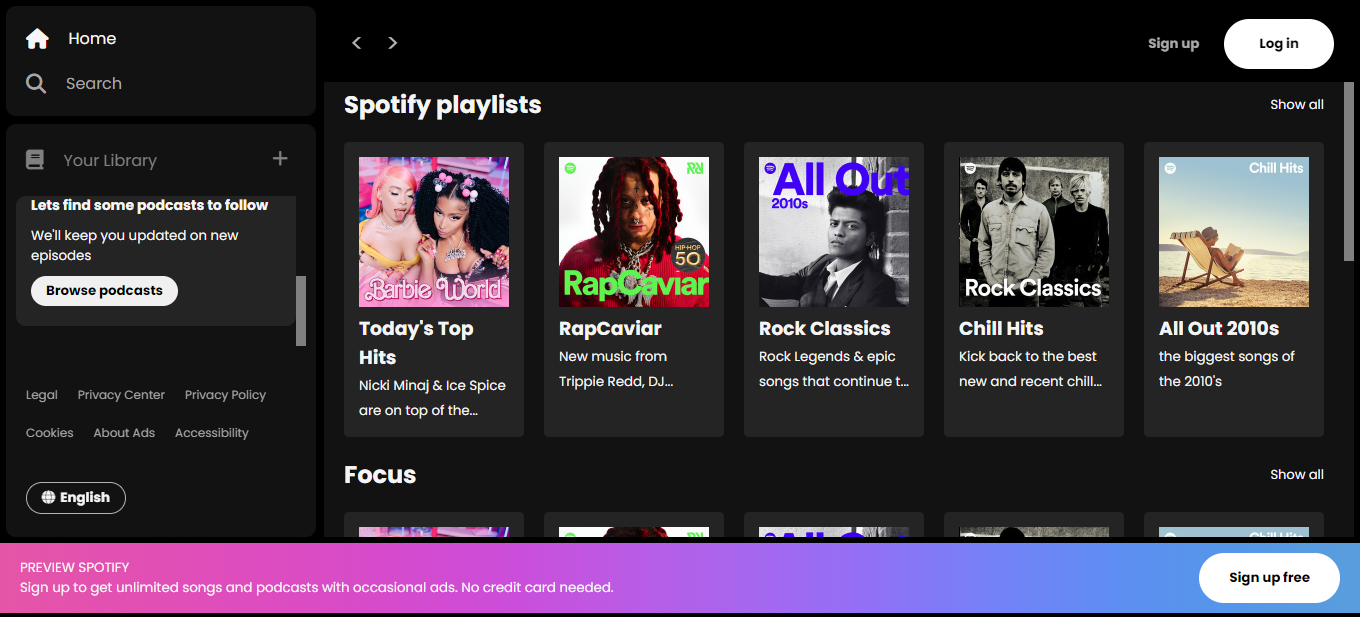 Home
Search
Your Library
Lets find some podcasts to follow
We'll keep you updated on new
episodes
Browse podcasts
Legal Privacy Center Privacy Policy
Cookies About Ads Accessibility
English
Sign up Log in
Spotify playlists Show all
Barbie World
Today's Top
Hits
Nicki Minaj & Ice Spice
are on top of the...
HIP-HOP
50
RapCaviar
RapCaviar
New music from
Trippie Redd, DJ...
All Out
2010s
Rock Classics
Rock Legends & epic
songs that continue t...
Rock Classics
Chill Hits
Kick back to the best
new and recent chill...
Chill Hits
All Out 2010s
the biggest songs of
the 2010's
Focus Show all
All Out
Chill Hits
PREVIEW SPOTIFY
Sign up to get unlimited songs and podcasts with occasional ads. No credit card needed.
Sign up free